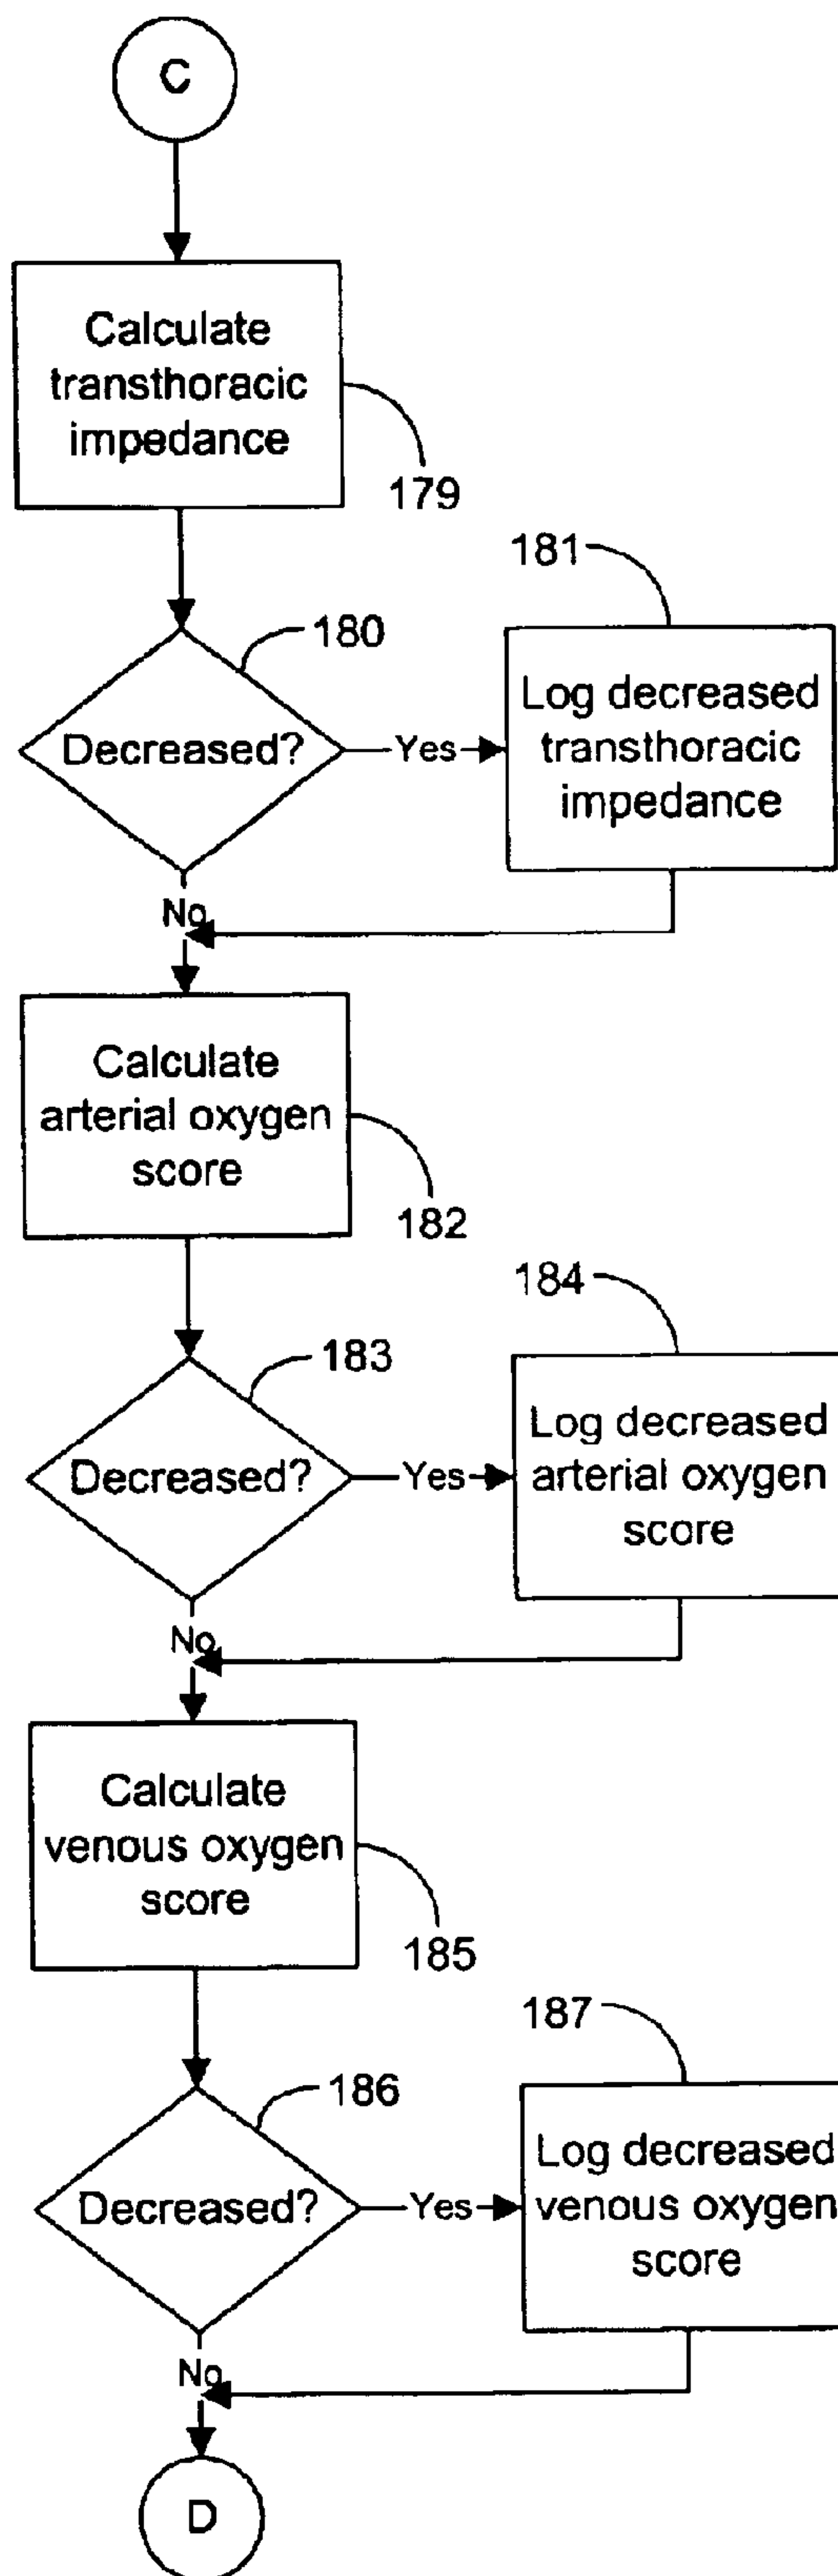 C
Calculate
transthoracic
impedance
179
181
180
Decreased?
Yes
Log decreased
transthoracic
impedance
No
Calculate
arterial oxygen
score
182
184
183
Decreased?
Yes
Log decreased
arterial oxygen
score
No
Calculate
venous oxygen
score
185
187
186
Decreased?
Yes
Log decreased
venous oxygen
score
No
D